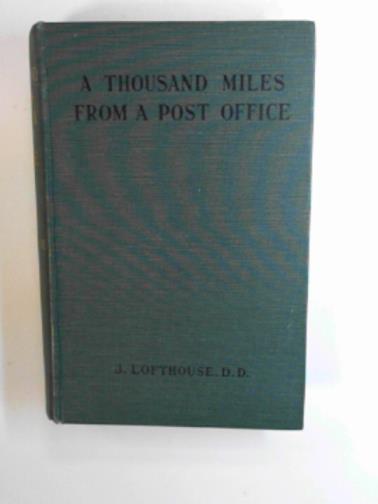 A THOUSAND MILES
FROM A POST OFFICE
J. LOFTHOUSE. D.D.